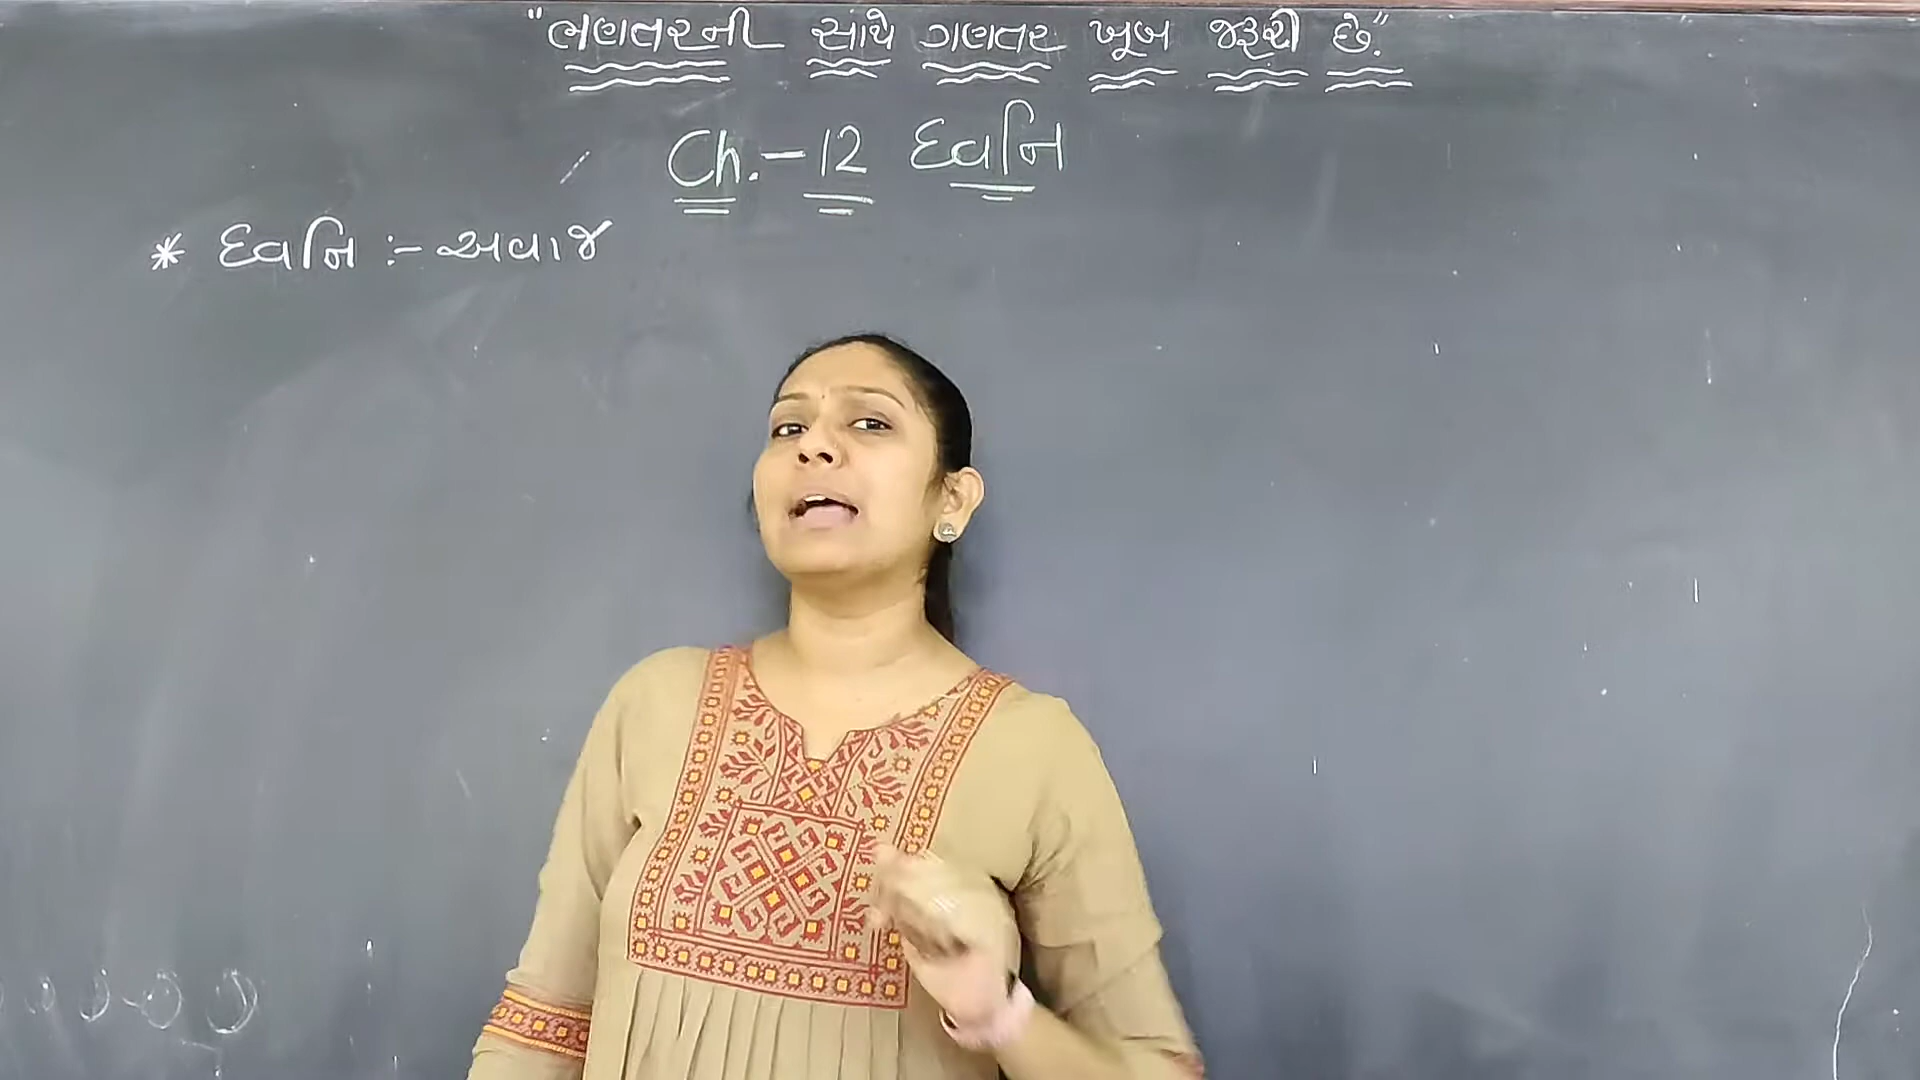 "ભણતરની સાથે ગણતર ખૂબ જરૂરી છે."
Ch.-12 ધ્વનિ
* ધ્વનિ :- અવાજ